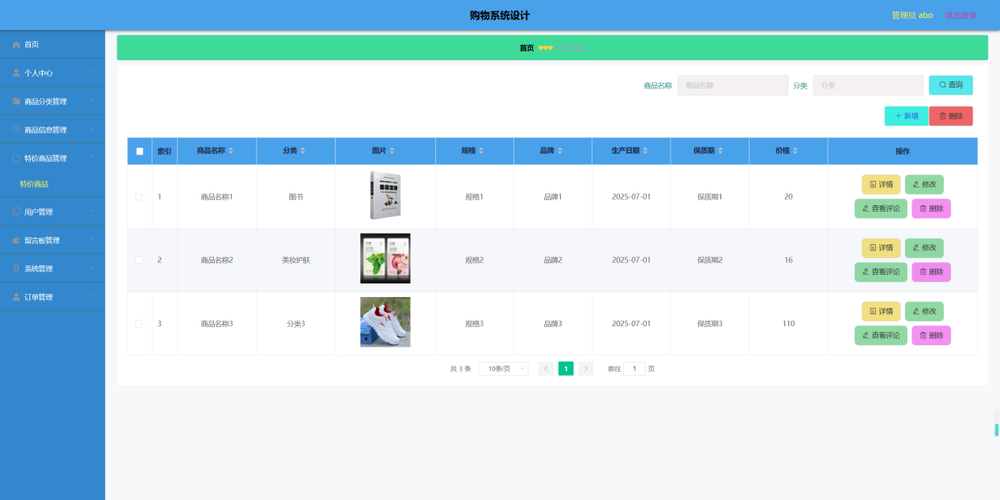 购物系统设计
管理员 abo 退出登录
首页
个人中心
商品分类管理
商品信息管理
特价商品管理
特价商品
用户管理
留言板管理
系统管理
订单管理
首页
商品名称 商品名称 分类 分类 查询
新增 删除
索引 商品名称 分类 图片 规格 品牌 生产日期 保质期 价格 操作
1 商品名称1 图书 规格1 品牌1 2025-07-01 保质期1 20 详情 修改
查看评论 删除
2 商品名称2 美妆护肤 规格2 品牌2 2025-07-01 保质期2 16 详情 修改
查看评论 删除
3 商品名称3 分类3 规格3 品牌3 2025-07-01 保质期3 110 详情 修改
查看评论 删除
共 3 条 10条/页 1 前往 1 页